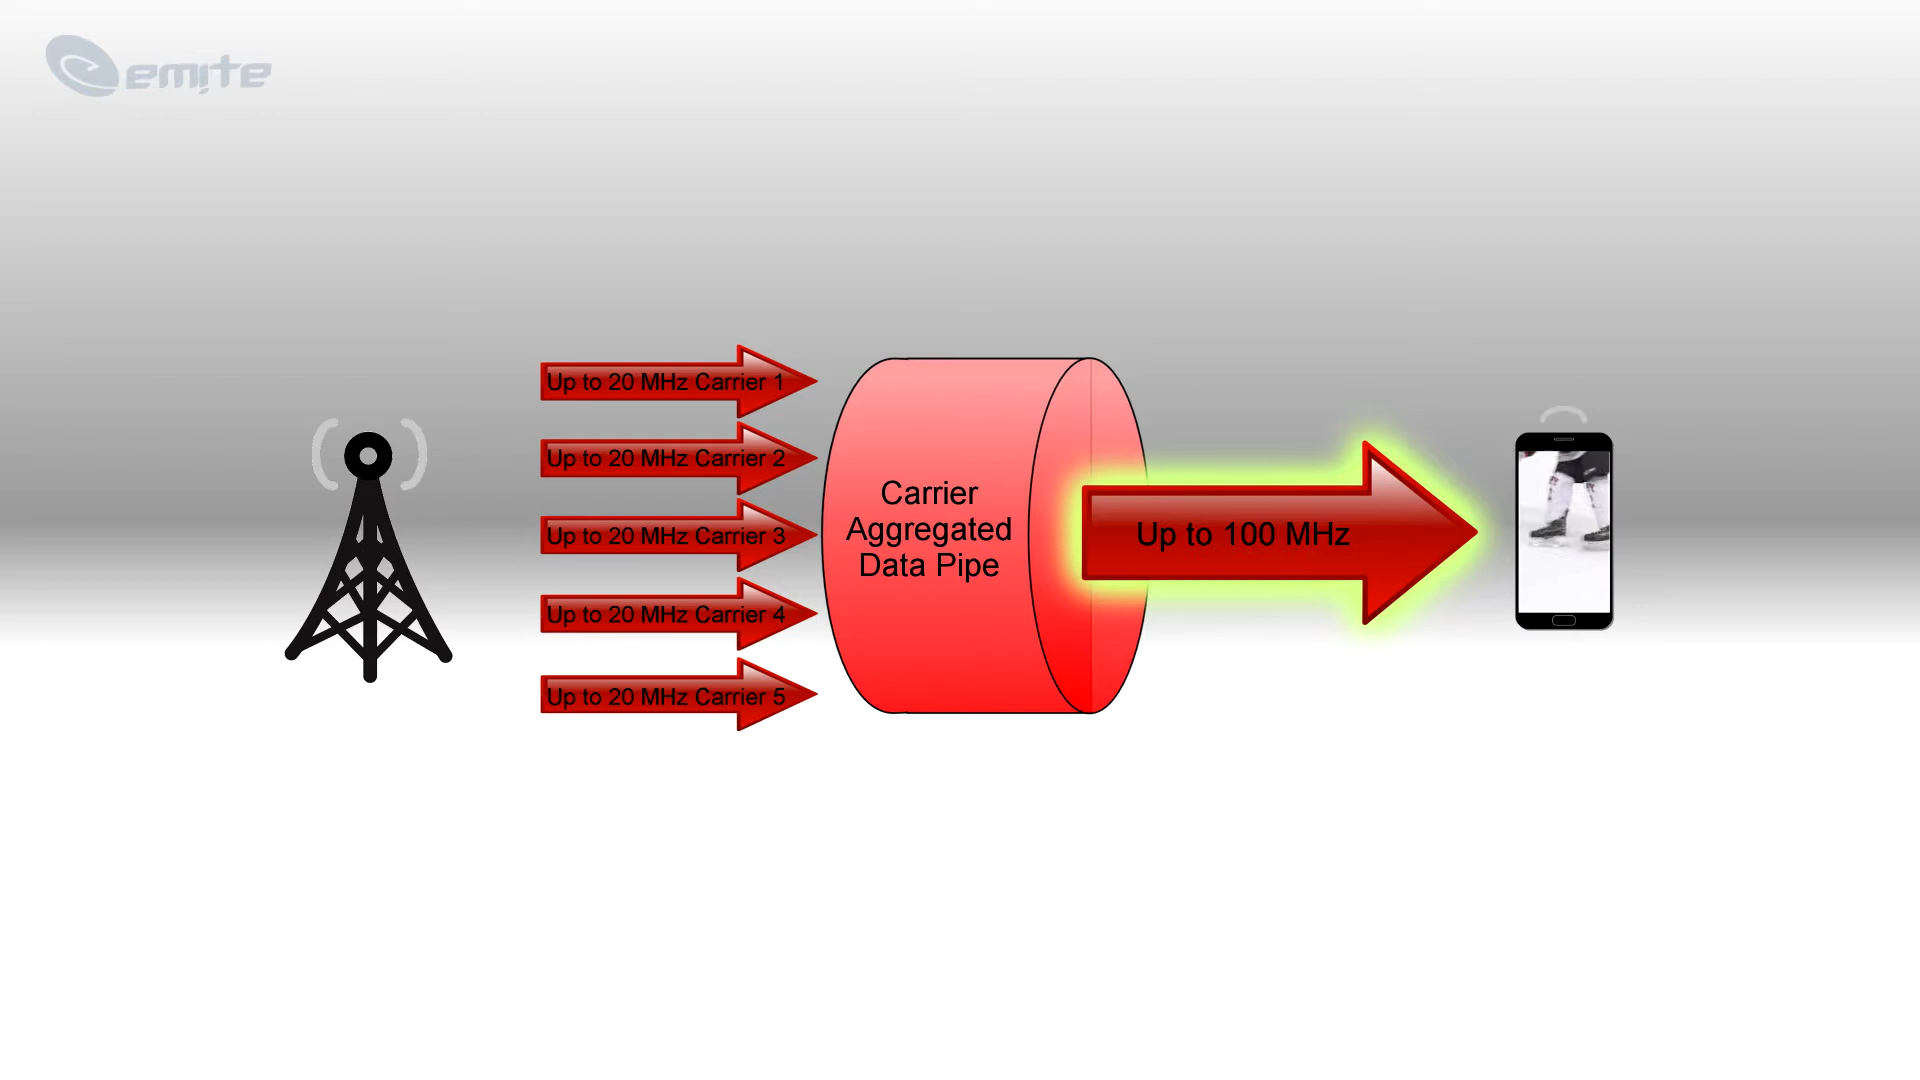 emite
Up to 20 MHz Carrier 1
Up to 20 MHz Carrier 2
Up to 20 MHz Carrier 3
Up to 20 MHz Carrier 4
Up to 20 MHz Carrier 5
Carrier
Aggregated
Data Pipe
Up to 100 MHz